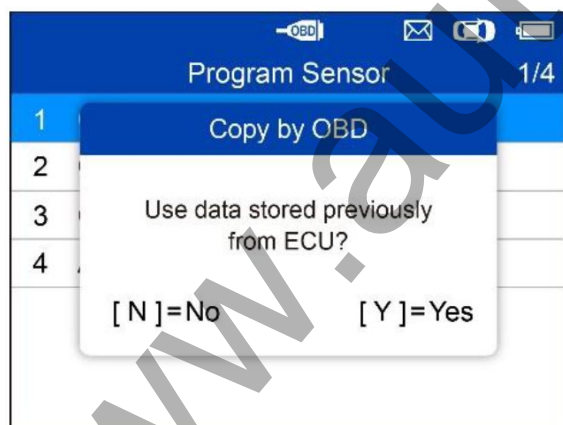 OBD
Program Sensor 1/4
1
Copy by OBD
2
3
Use data stored previously
from ECU?
4
[ N ]=No [ Y ]=Yes